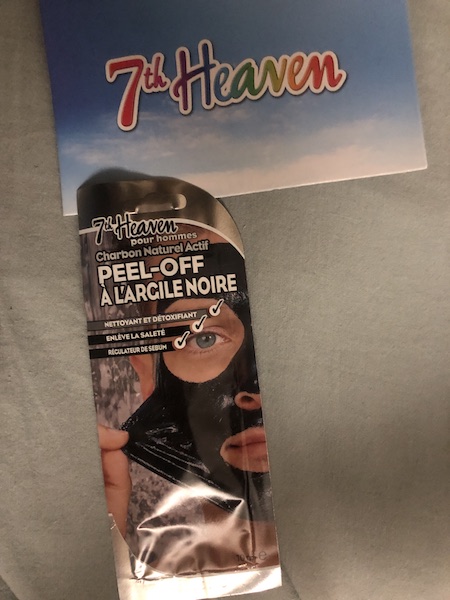 7th Heaven
7th Heaven
pour hommes
Charbon Naturel Actif
PEEL-OFF
À L'ARGILE NOIRE
NETTOYANT ET DÉTOXIFIANT
ENLÈVE LA SALETÉ
RÉGULATEUR DE SEBUM